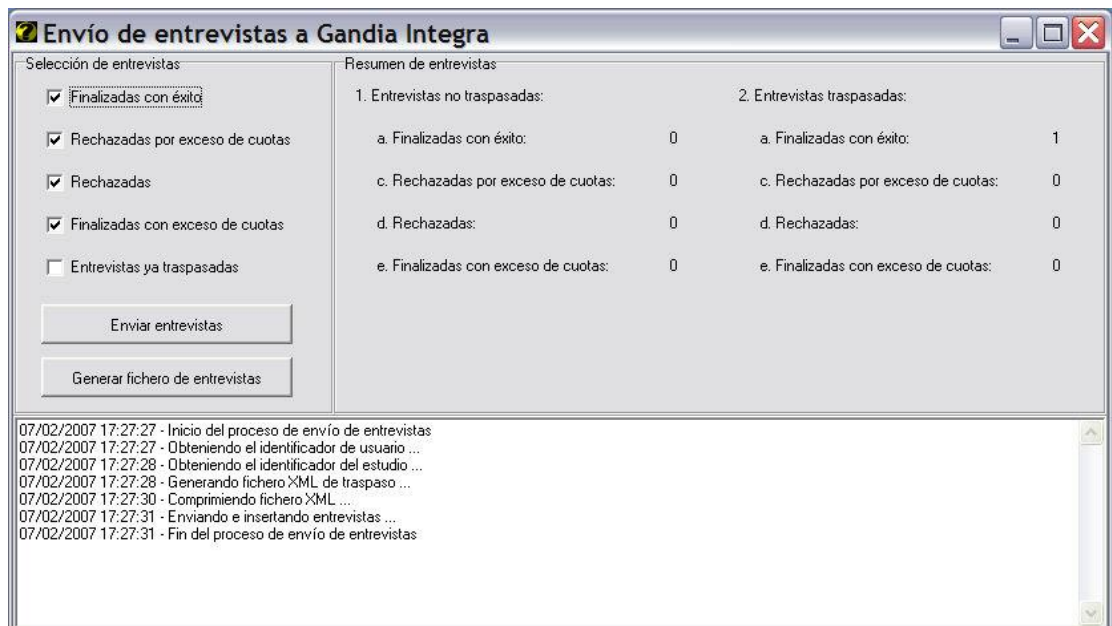 Envío de entrevistas a Gandia Integra
Selección de entrevistas
Finalizadas con éxito
Rechazadas por exceso de cuotas
Rechazadas
Finalizadas con exceso de cuotas
Entrevistas ya traspasadas
Enviar entrevistas
Generar fichero de entrevistas
Resumen de entrevistas
1. Entrevistas no traspasadas:
a. Finalizadas con éxito: 0
c. Rechazadas por exceso de cuotas: 0
d. Rechazadas: 0
e. Finalizadas con exceso de cuotas: 0
2. Entrevistas traspasadas:
a. Finalizadas con éxito: 1
c. Rechazadas por exceso de cuotas: 0
d. Rechazadas: 0
e. Finalizadas con exceso de cuotas: 0
07/02/2007 17:27:27 - Inicio del proceso de envío de entrevistas
07/02/2007 17:27:27 - Obteniendo el identificador de usuario ...
07/02/2007 17:27:28 - Obteniendo el identificador del estudio ...
07/02/2007 17:27:28 - Generando fichero XML de traspaso ...
07/02/2007 17:27:30 - Comprimiendo fichero XML ...
07/02/2007 17:27:31 - Enviando e insertando entrevistas ...
07/02/2007 17:27:31 - Fin del proceso de envío de entrevistas